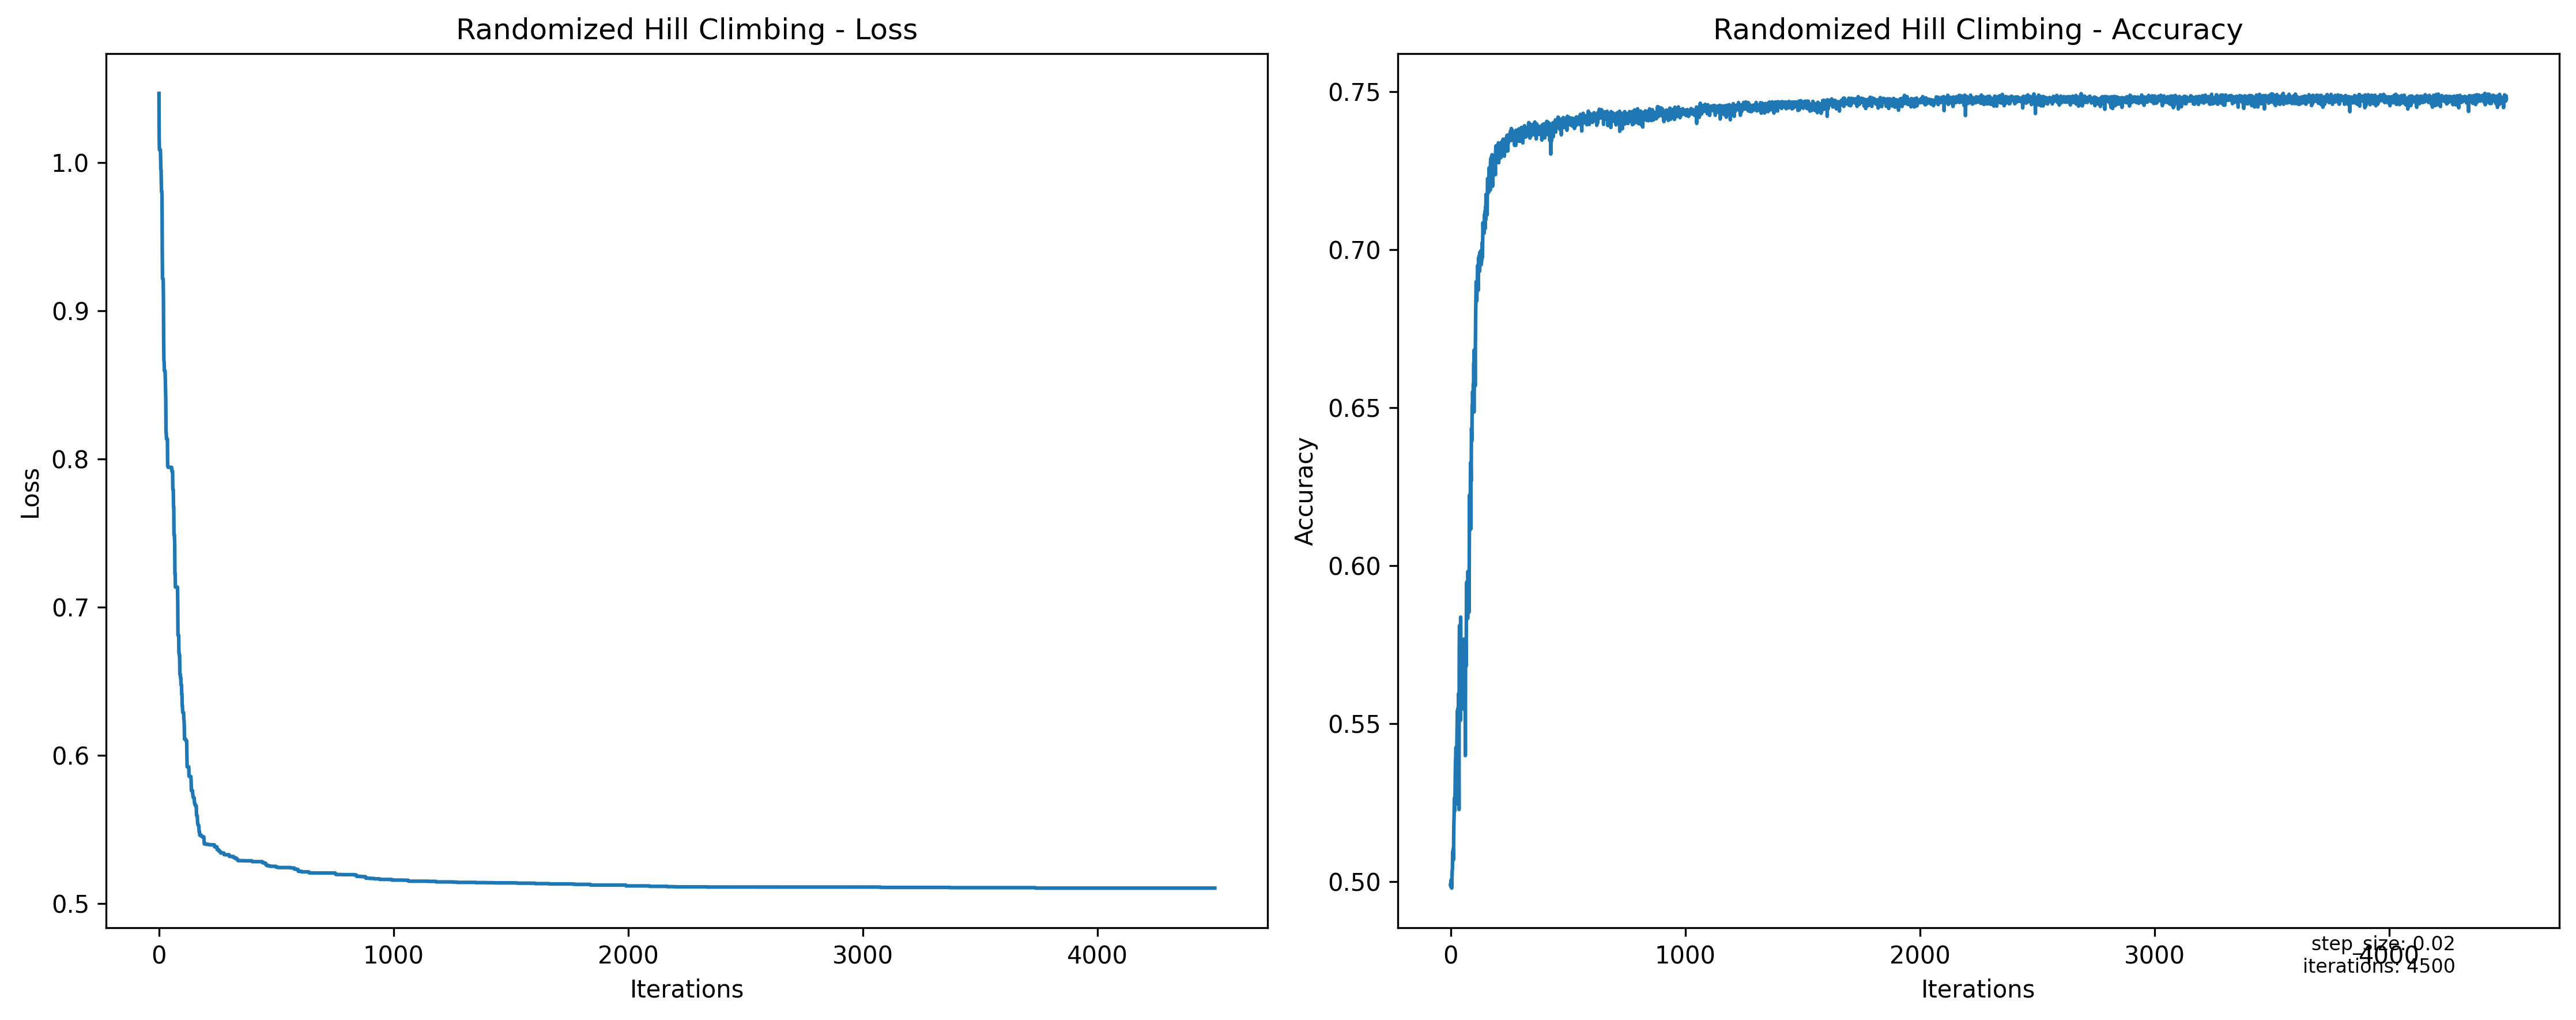 Randomized Hill Climbing - Loss
1.0
0.9
0.8
0.7
0.6
0.5
Loss
0 1000 2000 3000 4000
Iterations
Randomized Hill Climbing - Accuracy
0.75
0.70
0.65
0.60
0.55
0.50
Accuracy
0 1000 2000 3000 4000
Iterations
step_size: 0.02
iterations: 4500